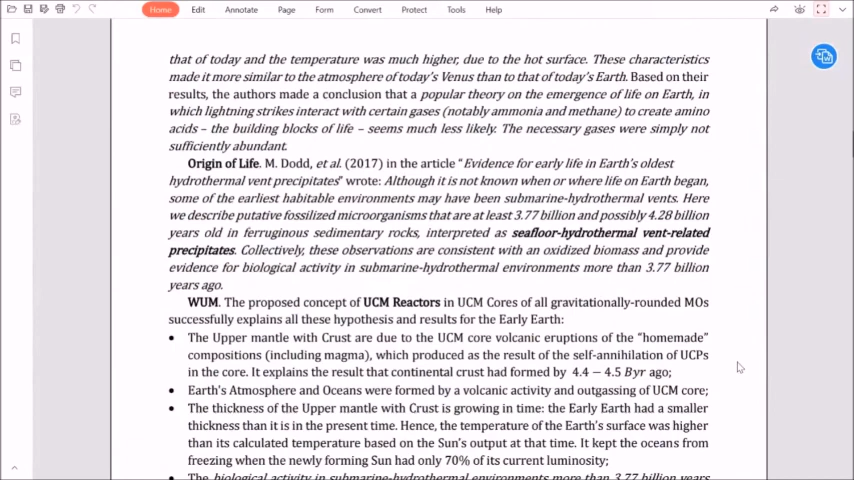 Home Edit Annotate Page Form Convert Protect Tools Help
that of today and the temperature was much higher, due to the hot surface. These characteristics
made it more similar to the atmosphere of today's Venus than to that of today's Earth. Based on their
results, the authors made a conclusion that a popular theory on the emergence of life on Earth, in
which lightning strikes interact with certain gases (notably ammonia and methane) to create amino
acids – the building blocks of life – seems much less likely. The necessary gases were simply not
sufficiently abundant.
Origin of Life. M. Dodd, et al. (2017) in the article "Evidence for early life in Earth's oldest
hydrothermal vent precipitates" wrote: Although it is not known when or where life on Earth began,
some of the earliest habitable environments may have been submarine-hydrothermal vents. Here
we describe putative fossilized microorganisms that are at least 3.77 billion and possibly 4.28 billion
years old in ferruginous sedimentary rocks, interpreted as seafloor-hydrothermal vent-related
precipitates. Collectively, these observations are consistent with an oxidized biomass and provide
evidence for biological activity in submarine-hydrothermal environments more than 3.77 billion
years ago.
WUM. The proposed concept of UCM Reactors in UCM Cores of all gravitationally-rounded MOs
successfully explains all these hypothesis and results for the Early Earth:
• The Upper mantle with Crust are due to the UCM core volcanic eruptions of the "homemade"
compositions (including magma), which produced as the result of the self-annihilation of UCPs
in the core. It explains the result that continental crust had formed by 4.4 − 4.5 Byr ago;
• Earth's Atmosphere and Oceans were formed by a volcanic activity and outgassing of UCM core;
• The thickness of the Upper mantle with Crust is growing in time: the Early Earth had a smaller
thickness than it is in the present time. Hence, the temperature of the Earth's surface was higher
than its calculated temperature based on the Sun's output at that time. It kept the oceans from
freezing when the newly forming Sun had only 70% of its current luminosity;
• The biological activity in submarine-hydrothermal environments more than 3.77 billion years